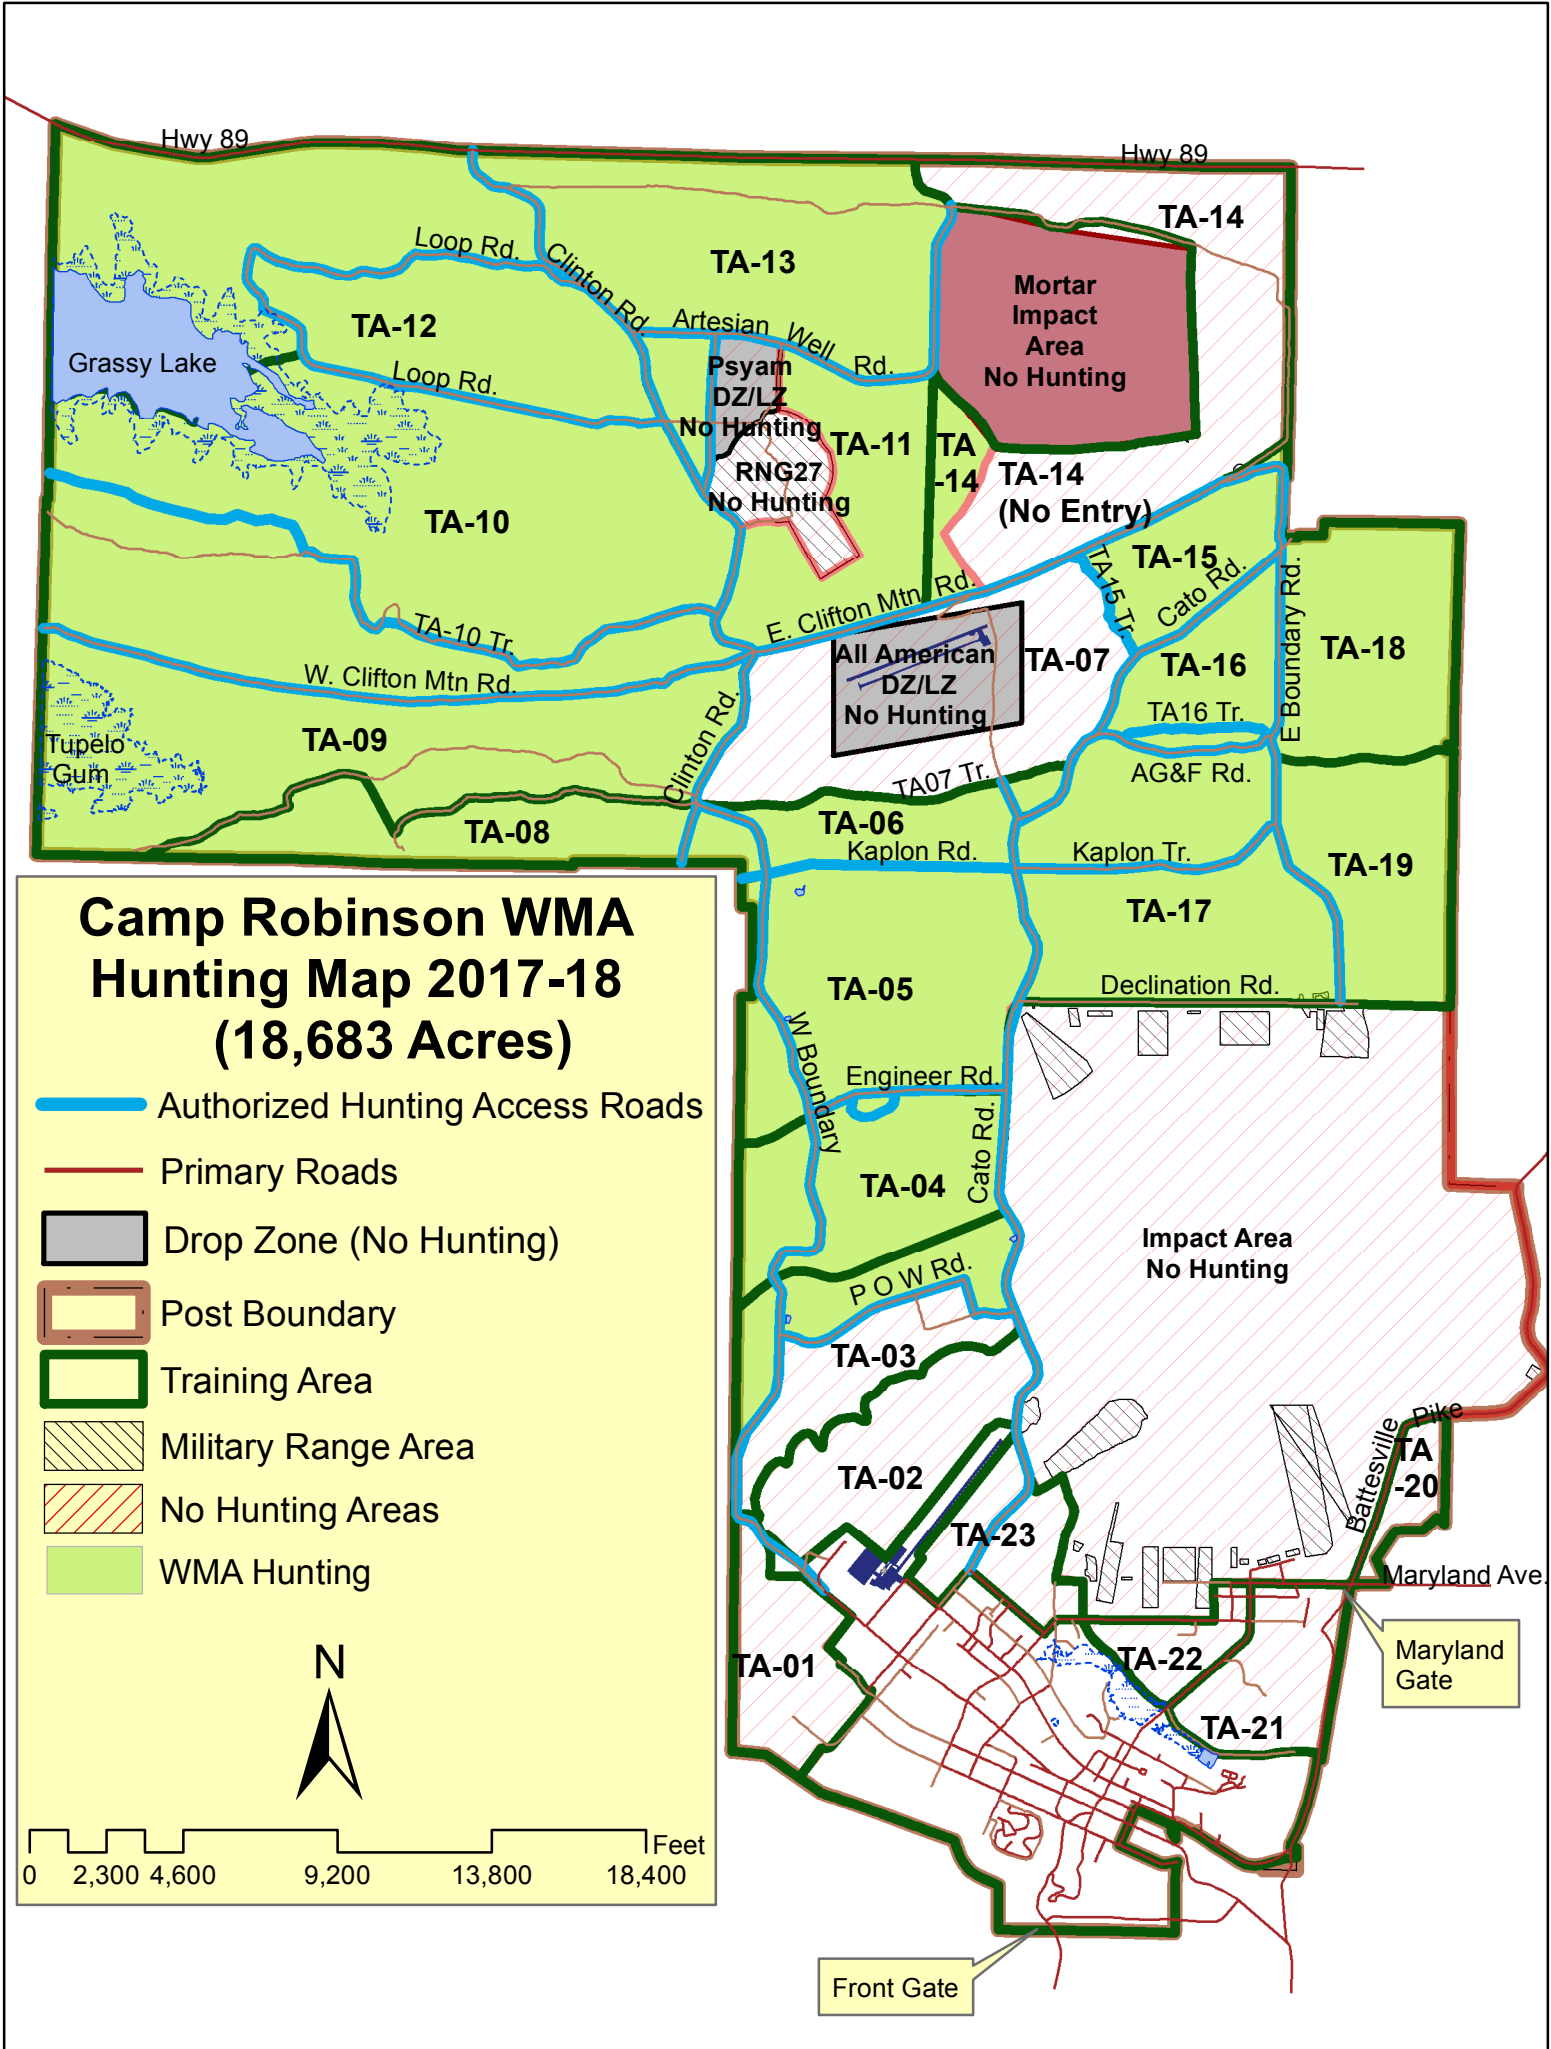 Hwy 89
Hwy 89
TA-14
Loop Rd.
Clinton Rd.
TA-13
Mortar
Impact
Area
No Hunting
TA-12
Artesian Well Rd.
Grassy Lake
Loop Rd.
Psyam
DZ/LZ
No Hunting
TA-11
TA
-14
TA-14
(No Entry)
RNG27
No Hunting
TA-10
TA-15
TA15 Tr.
Cato Rd.
E Boundary Rd.
TA-18
TA-10 Tr.
E. Clifton Mtn Rd.
All American
DZ/LZ
No Hunting
TA-07
TA-16
W. Clifton Mtn Rd.
TA16 Tr.
Clinton Rd.
TA-09
Tupelo
Gum
TA07 Tr.
AG&F Rd.
TA-08
TA-06
Kaplon Rd.
Kaplon Tr.
TA-19
TA-17
Camp Robinson WMA
Hunting Map 2017-18
(18,683 Acres)
Authorized Hunting Access Roads
Primary Roads
Drop Zone (No Hunting)
Post Boundary
Training Area
Military Range Area
No Hunting Areas
WMA Hunting
N
Feet
0 2,300 4,600 9,200 13,800 18,400
TA-05
Declination Rd.
W Boundary
Engineer Rd.
Cato Rd.
TA-04
Impact Area
No Hunting
P O W Rd.
TA-03
Battesville Pike
TA
-20
TA-02
TA-23
Maryland Ave.
Maryland
Gate
TA-01
TA-22
TA-21
Front Gate